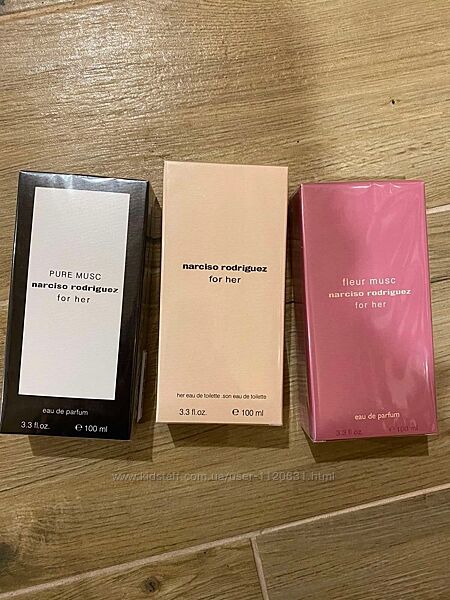 PURE MUSC
narciso rodriguez
for her
eau de parfum
3.3 fl.oz. ℮ 100 ml
narciso rodriguez
for her
her eau de toilette .son eau de toilette
3.3 fl.oz. ℮ 100 ml
fleur musc
narciso rodriguez
for her
eau de parfum
3.3 fl.oz. ℮ 100 ml
www.kidstaff.com.ua/user-1120631.html